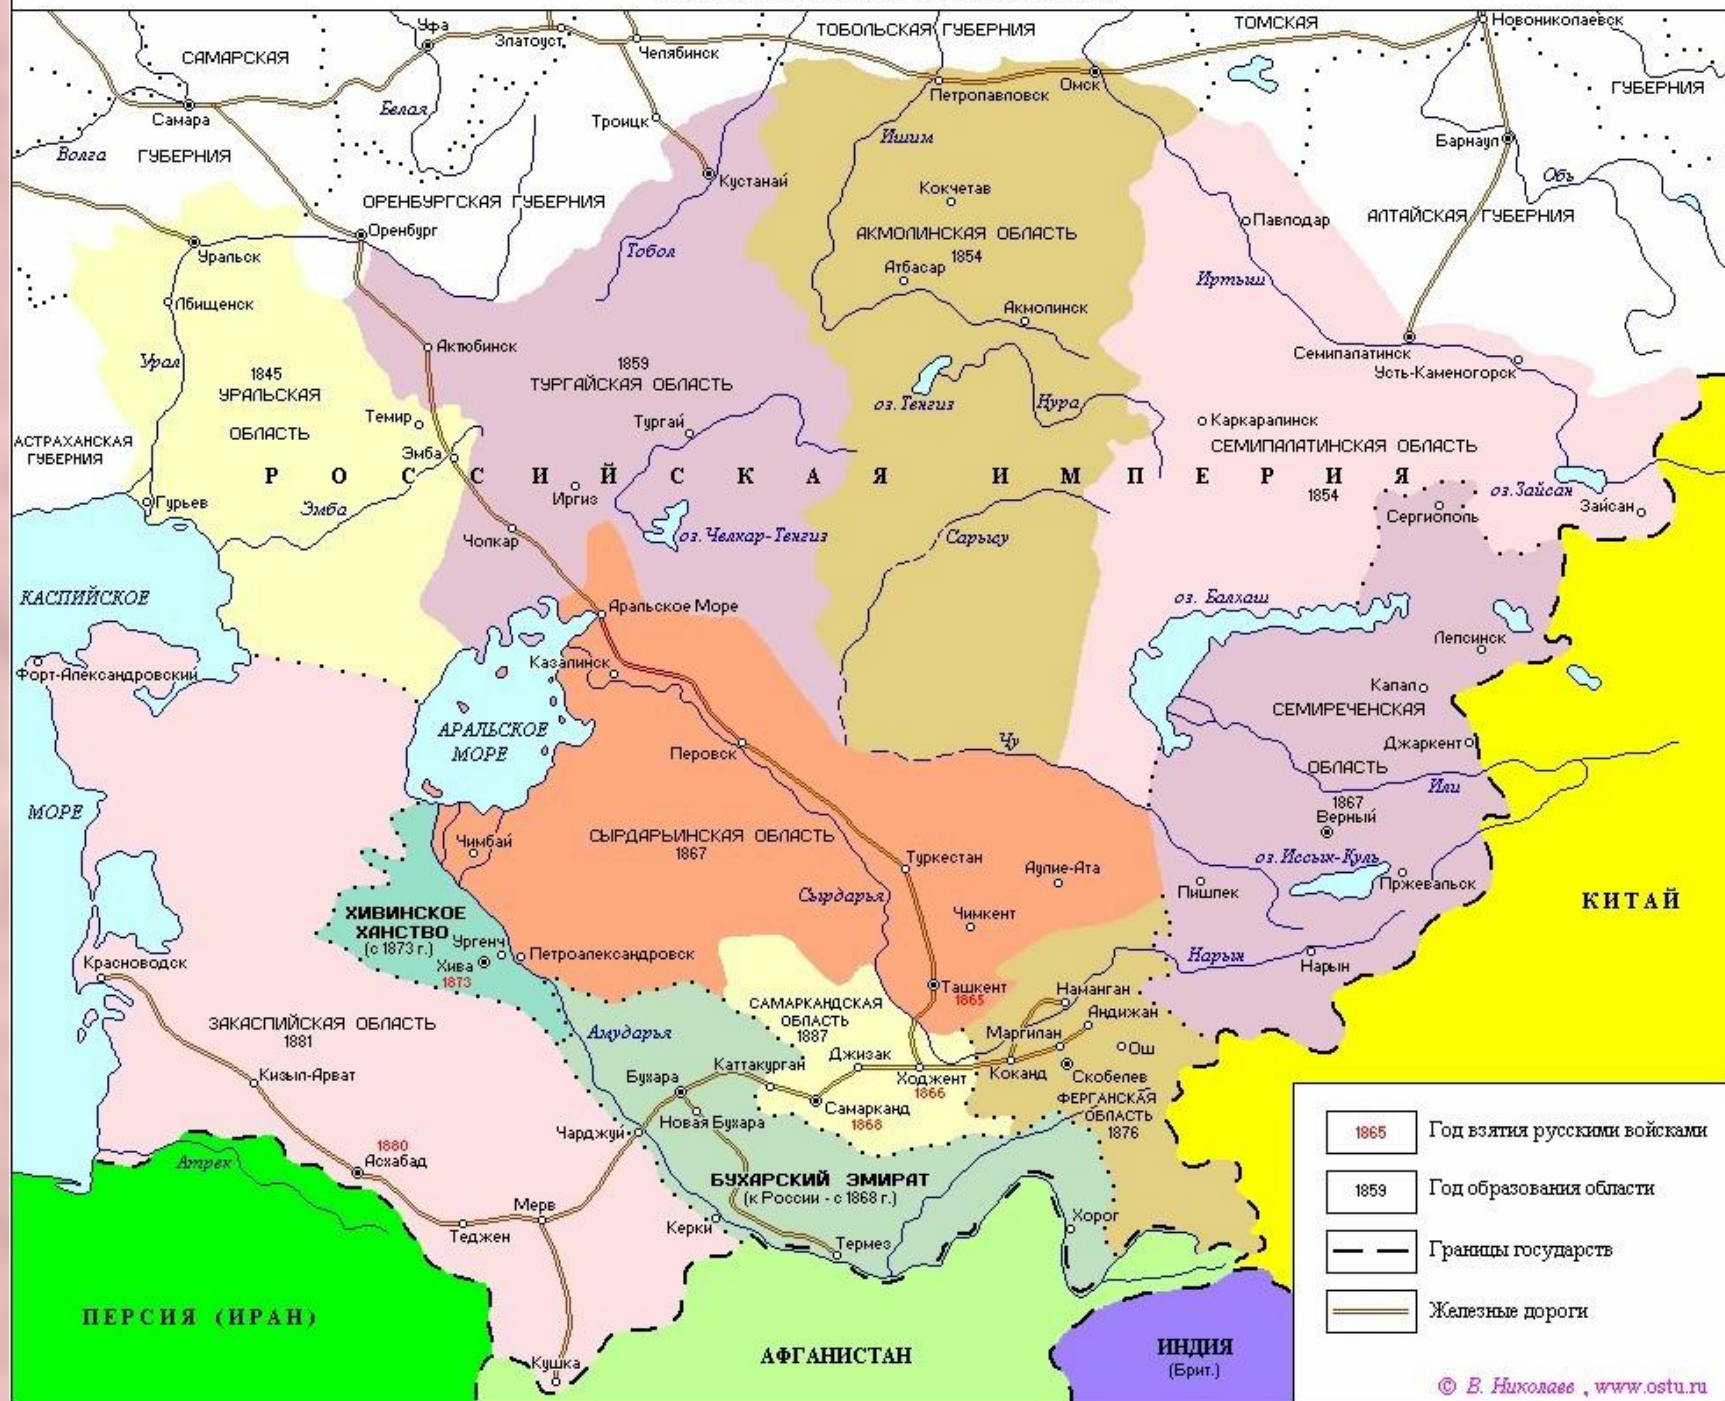 Уфа
Златоуст
Челябинск
ТОБОЛЬСКАЯ ГУБЕРНИЯ
ТОМСКАЯ
Новониколаевск
САМАРСКАЯ
Самара
Белая
Троицк
Петропавловск
Омск
ГУБЕРНИЯ
Волга
ГУБЕРНИЯ
Ишим
Барнаул
Кустанай
Кокчетав
Обь
ОРЕНБУРГСКАЯ ГУБЕРНИЯ
Павлодар
АЛТАЙСКАЯ ГУБЕРНИЯ
Оренбург
АКМОЛИНСКАЯ ОБЛАСТЬ
1854
Уральск
Тобол
Атбасар
Иртыш
Лбищенск
Акмолинск
Урал
Актюбинск
Семипалатинск
Усть-Каменогорск
1845
УРАЛЬСКАЯ
ОБЛАСТЬ
1859
ТУРГАЙСКАЯ ОБЛАСТЬ
оз. Тенгиз
Нура
Темир
Тургай
Каркаралинск
АСТРАХАНСКАЯ
ГУБЕРНИЯ
СЕМИПАЛАТИНСКАЯ ОБЛАСТЬ
Эмба
РОССИЙСКАЯ ИМПЕРИЯ
1854
Гурьев
Эмба
Иргиз
оз. Зайсан
Зайсан
Сергиополь
Чолкар
оз. Челкар-Тенгиз
Сарысу
КАСПИЙСКОЕ
Аральское Море
оз. Балхаш
Лепсинск
Форт-Александровский
Казалинск
Капал
СЕМИРЕЧЕНСКАЯ
АРАЛЬСКОЕ
МОРЕ
Перовск
Чу
Джаркент
ОБЛАСТЬ
Или
МОРЕ
1867
Верный
Чимбай
СЫРДАРЬИНСКАЯ ОБЛАСТЬ
1867
Туркестан
Аулие-Ата
оз. Иссык-Куль
Пржевальск
Пишпек
Сырдарья
КИТАЙ
ХИВИНСКОЕ
ХАНСТВО
(с 1873 г.)
Ургенч
Хива
1873
Петроалександровск
Чимкент
Нарын
Нарын
Красноводск
Ташкент
1865
Наманган
Андижан
САМАРКАНДСКАЯ
ОБЛАСТЬ
1887
ЗАКАСПИЙСКАЯ ОБЛАСТЬ
1881
Амударья
Маргилан
Ош
Джизак
Каттакурган
Кизыл-Арват
Бухара
Ходжент
1866
Коканд
Скобелев
Самарканд
1868
ФЕРГАНСКАЯ
ОБЛАСТЬ
1876
Новая Бухара
Чарджуй
1880
Асхабад
Атрек
БУХАРСКИЙ ЭМИРАТ
(к России - с 1868 г.)
Мерв
Теджен
Керки
Термез
Хорог
ПЕРСИЯ (ИРАН)
Кушка
АФГАНИСТАН
ИНДИЯ
(Брит.)
1865
Год взятия русскими войсками
1859
Год образования области
Границы государств
Железные дороги
© В. Николаев , www.ostu.ru